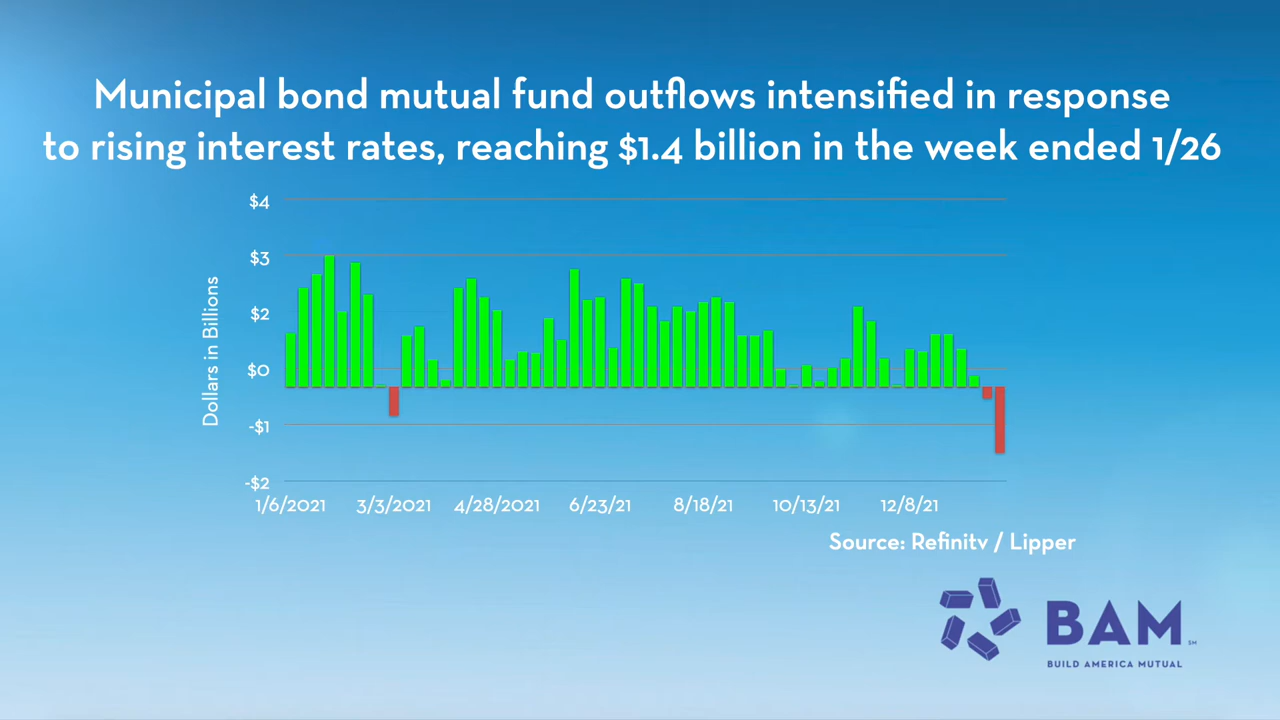 Municipal bond mutual fund outflows intensified in response
to rising interest rates, reaching $1.4 billion in the week ended 1/26
$4
$3
$2
$0
-$1
-$2
Dollars in Billions
1/6/2021 3/3/2021 4/28/2021 6/23/21 8/18/21 10/13/21 12/8/21
Source: Refinitv / Lipper
BAM SM
BUILD AMERICA MUTUAL